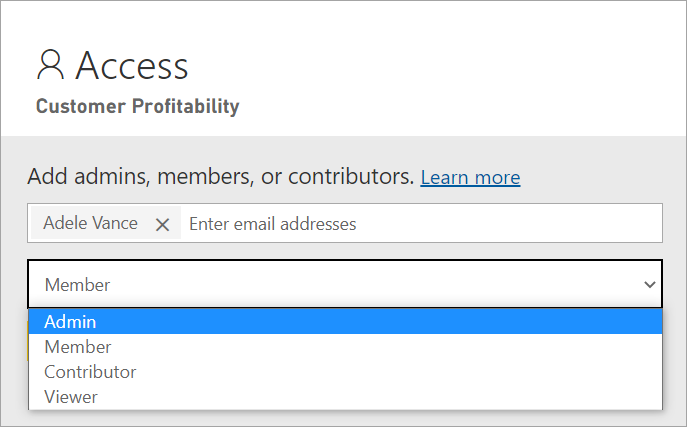 Access
Customer Profitability
Add admins, members, or contributors. Learn more
Adele Vance Enter email addresses
Member
Admin
Member
Contributor
Viewer